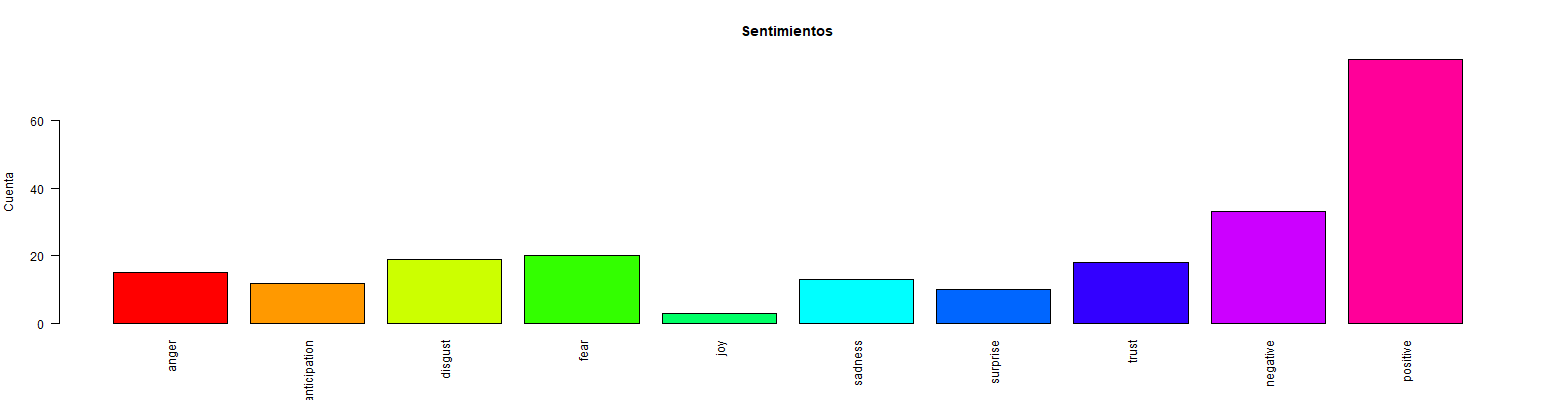 Sentimientos
Cuenta
60
40
20
0
anger
anticipation
disgust
fear
joy
sadness
surprise
trust
negative
positive